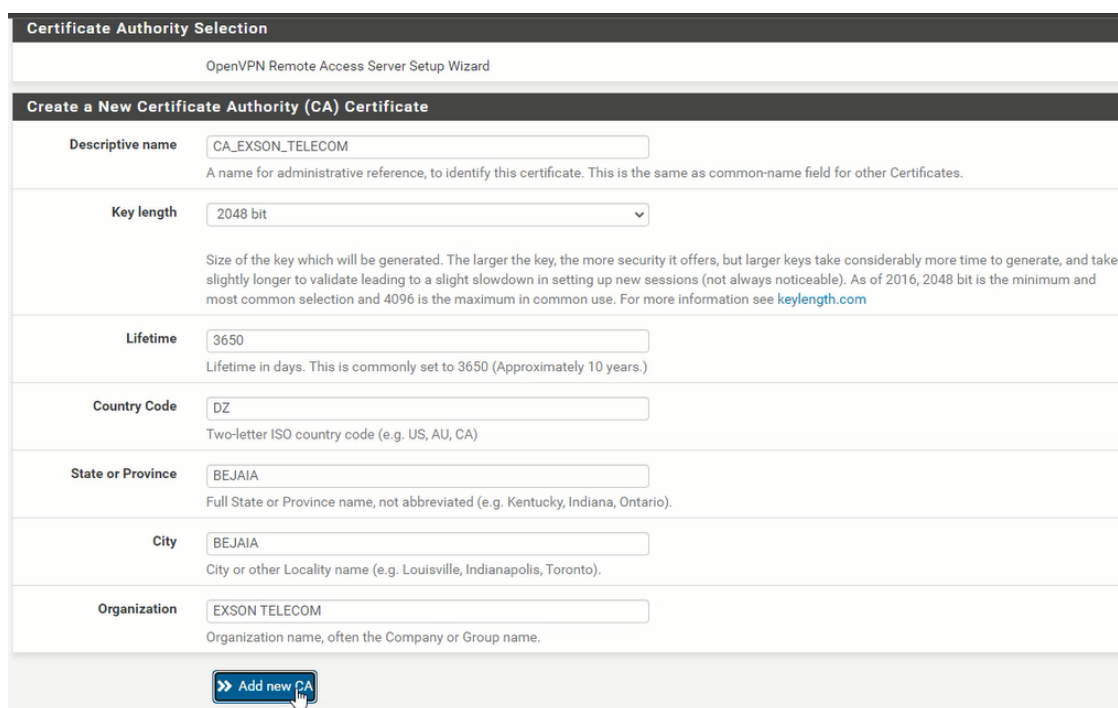 Certificate Authority Selection
OpenVPN Remote Access Server Setup Wizard
Create a New Certificate Authority (CA) Certificate
Descriptive name
CA_EXSON_TELECOM
A name for administrative reference, to identify this certificate. This is the same as common-name field for other Certificates.
Key length
2048 bit
Size of the key which will be generated. The larger the key, the more security it offers, but larger keys take considerably more time to generate, and take
slightly longer to validate leading to a slight slowdown in setting up new sessions (not always noticeable). As of 2016, 2048 bit is the minimum and
most common selection and 4096 is the maximum in common use. For more information see keylength.com
Lifetime
3650
Lifetime in days. This is commonly set to 3650 (Approximately 10 years.)
Country Code
DZ
Two-letter ISO country code (e.g. US, AU, CA)
State or Province
BEJAIA
Full State or Province name, not abbreviated (e.g. Kentucky, Indiana, Ontario).
City
BEJAIA
City or other Locality name (e.g. Louisville, Indianapolis, Toronto).
Organization
EXSON TELECOM
Organization name, often the Company or Group name.
Add new CA